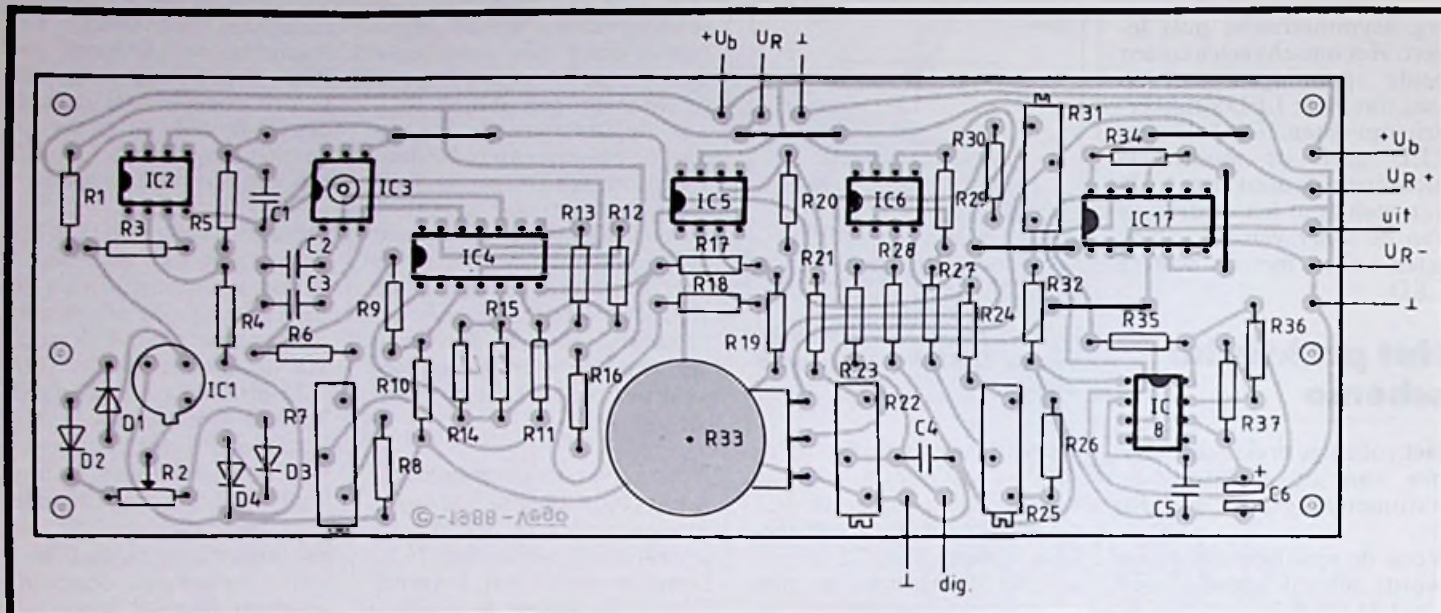 +Ub UR ⊥
R31
R30 R34
+Ub
R1 IC2 C1 IC3 UR+
R5 R13 R12 IC5 R20 IC6 R29 IC17 uit
R3 C2 IC4 R17 R28 UR-
C3 R21 R27
R9 R15 R18 R32 ⊥
R4 R6 R24 R35 R36
R19
R10 R16 R23
IC1 R7 R22 IC
D1 R14 R11 R33 8 R37
D2 R8 C4 R26
R2 D3 C6
D4 R25 C5 +
©-1988-Vego
⊥ dig.